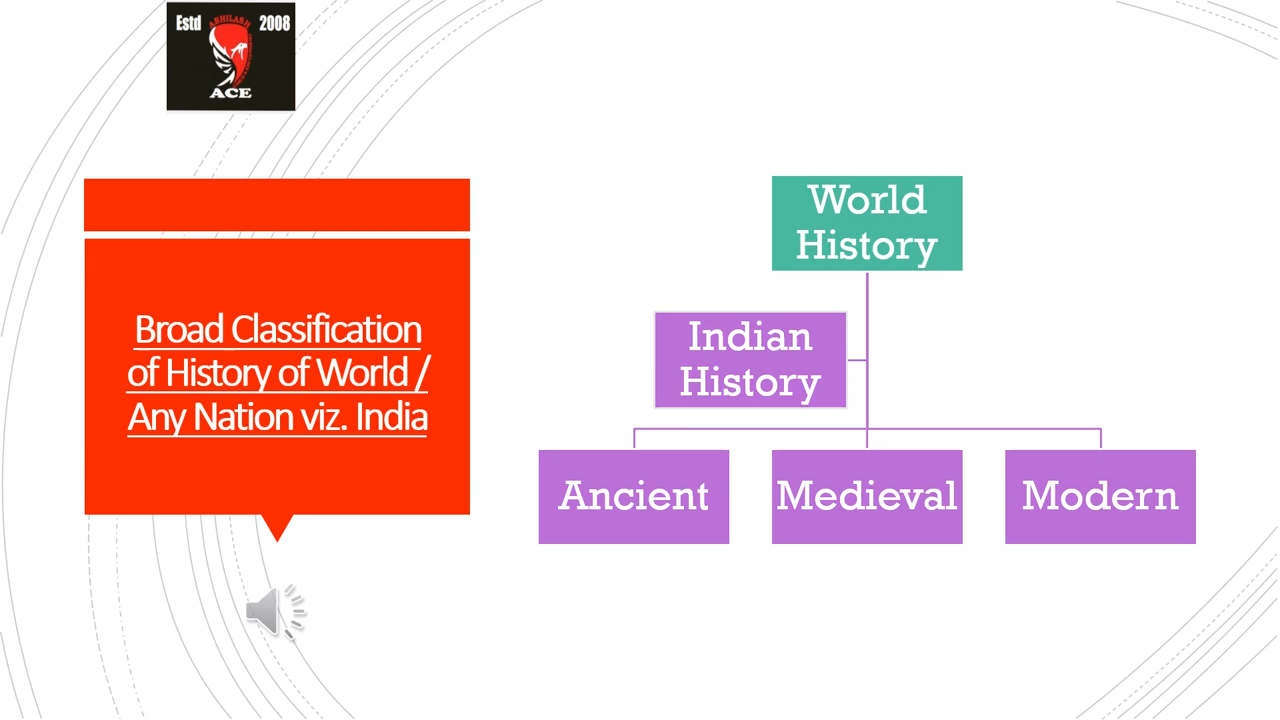 Estd 2008
ABHILASH
ACE
Broad Classification
of History of World /
Any Nation viz. India
World
History
Indian
History
Ancient
Medieval
Modern